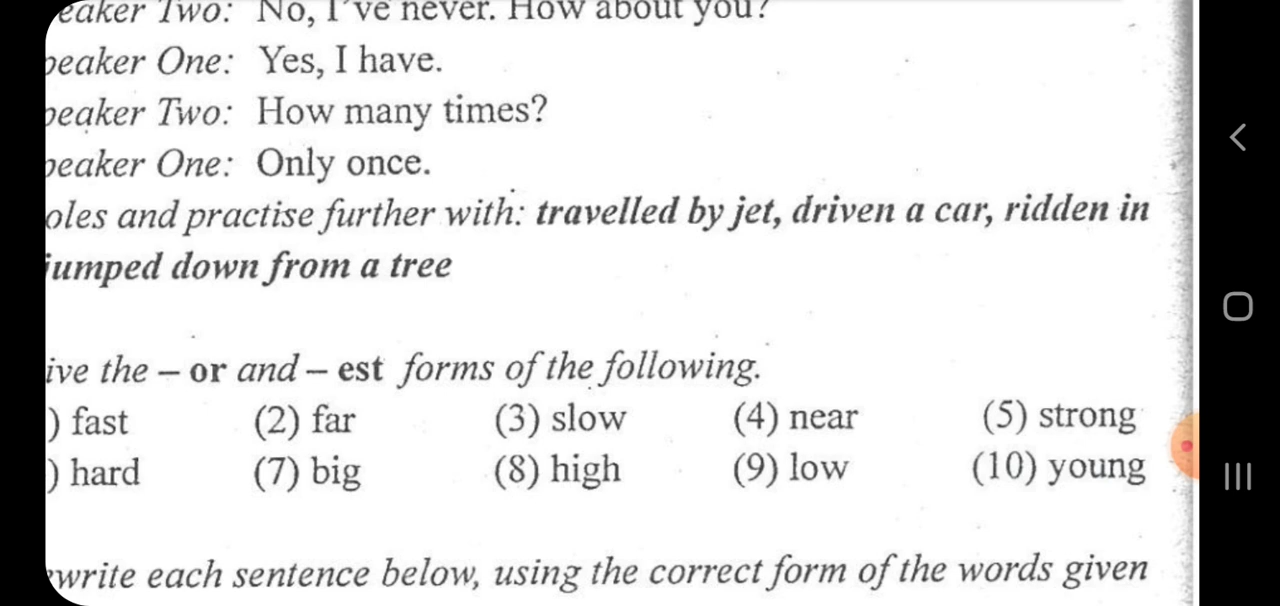 eaker Two: No, I've never. How about you?
peaker One: Yes, I have.
peaker Two: How many times?
peaker One: Only once.
oles and practise further with: travelled by jet, driven a car, ridden in
jumped down from a tree
ive the – or and – est forms of the following.
) fast (2) far (3) slow (4) near (5) strong
) hard (7) big (8) high (9) low (10) young
write each sentence below, using the correct form of the words given